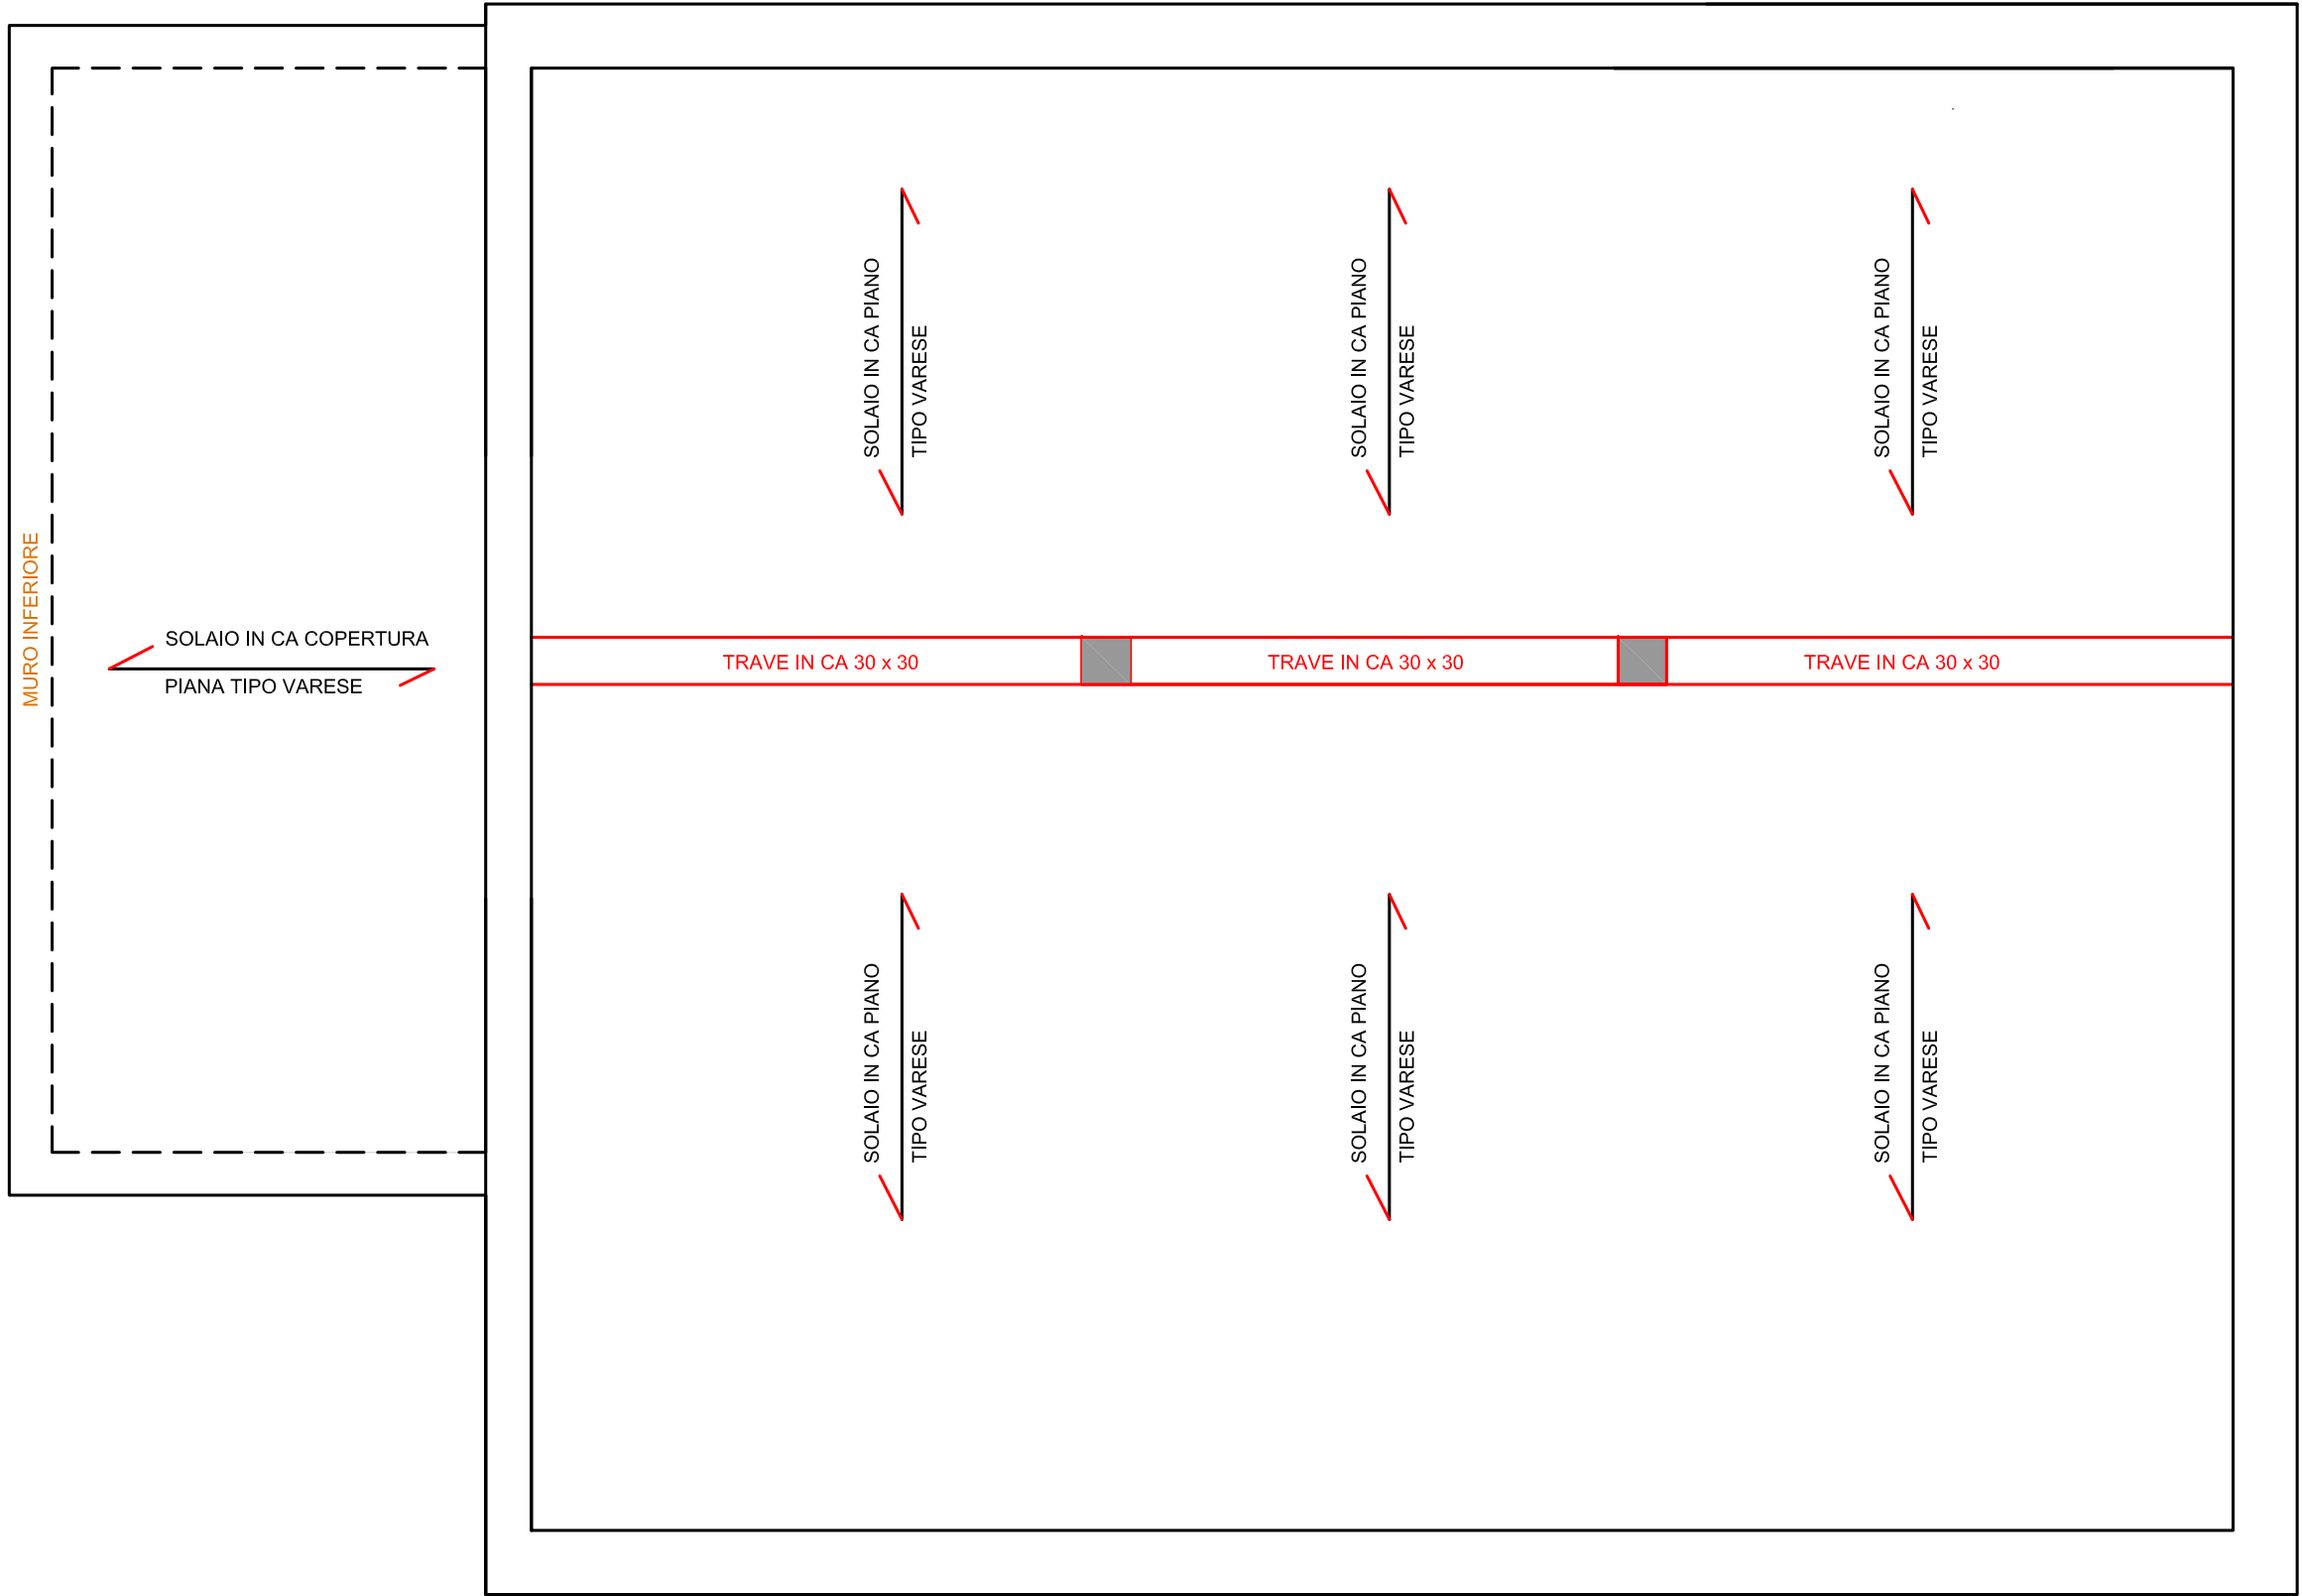 SOLAIO IN CA PIANO
TIPO VARESE
SOLAIO IN CA PIANO
TIPO VARESE
SOLAIO IN CA PIANO
TIPO VARESE
MURO INFERIORE
SOLAIO IN CA COPERTURA
PIANA TIPO VARESE
TRAVE IN CA 30 x 30
TRAVE IN CA 30 x 30
TRAVE IN CA 30 x 30
SOLAIO IN CA PIANO
TIPO VARESE
SOLAIO IN CA PIANO
TIPO VARESE
SOLAIO IN CA PIANO
TIPO VARESE